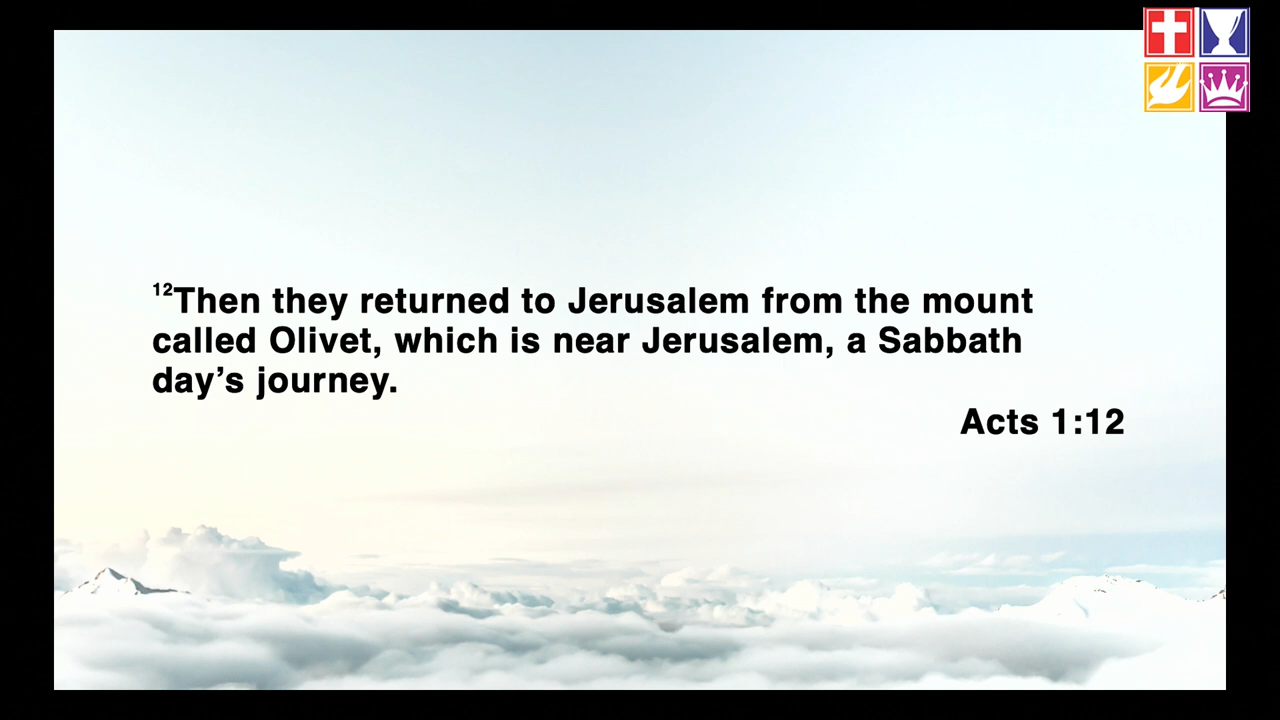 ¹²Then they returned to Jerusalem from the mount
called Olivet, which is near Jerusalem, a Sabbath
day’s journey.
Acts 1:12